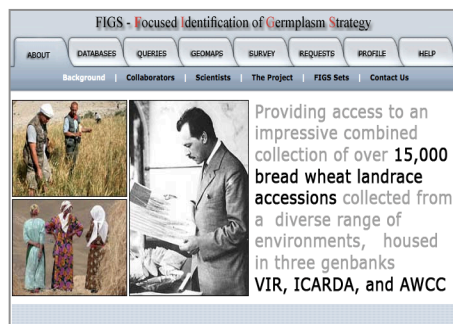 FIGS - Focused Identification of Germplasm Strategy
ABOUT DATABASES QUERIES GEOMAPS SURVEY REQUESTS PROFILE HELP
Background | Collaborators | Scientists | The Project | FIGS Sets | Contact Us
Providing access to an
impressive combined
collection of over 15,000
bread wheat landrace
accessions collected from
a diverse range of
environments, housed
in three genbanks
VIR, ICARDA, and AWCC